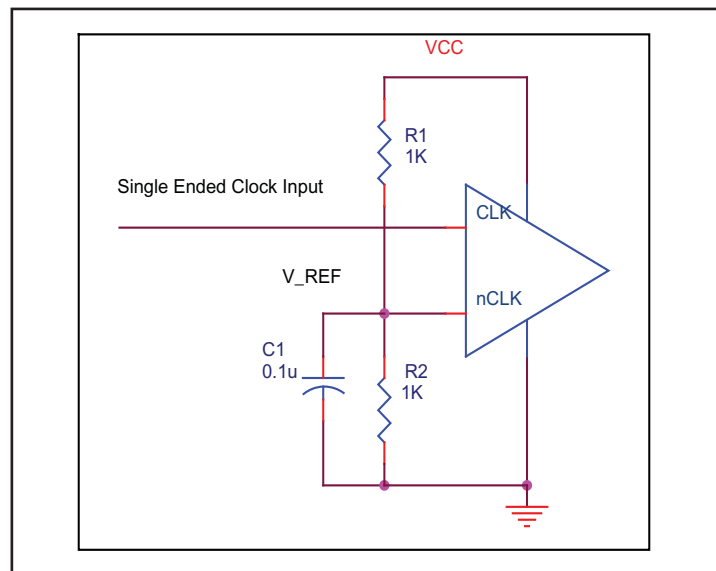 VCC
R1
1K
Single Ended Clock Input
CLK
V_REF
nCLK
C1
0.1u
R2
1K